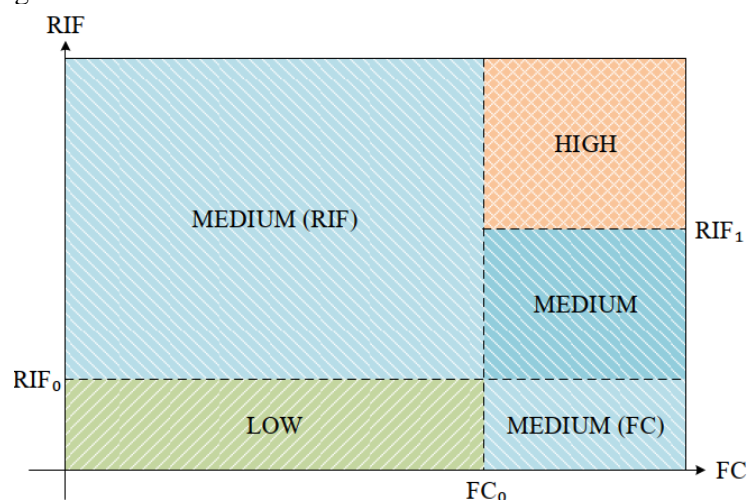 RIF
HIGH
MEDIUM (RIF)
RIF₁
MEDIUM
RIF₀
LOW
MEDIUM (FC)
FC
FC₀